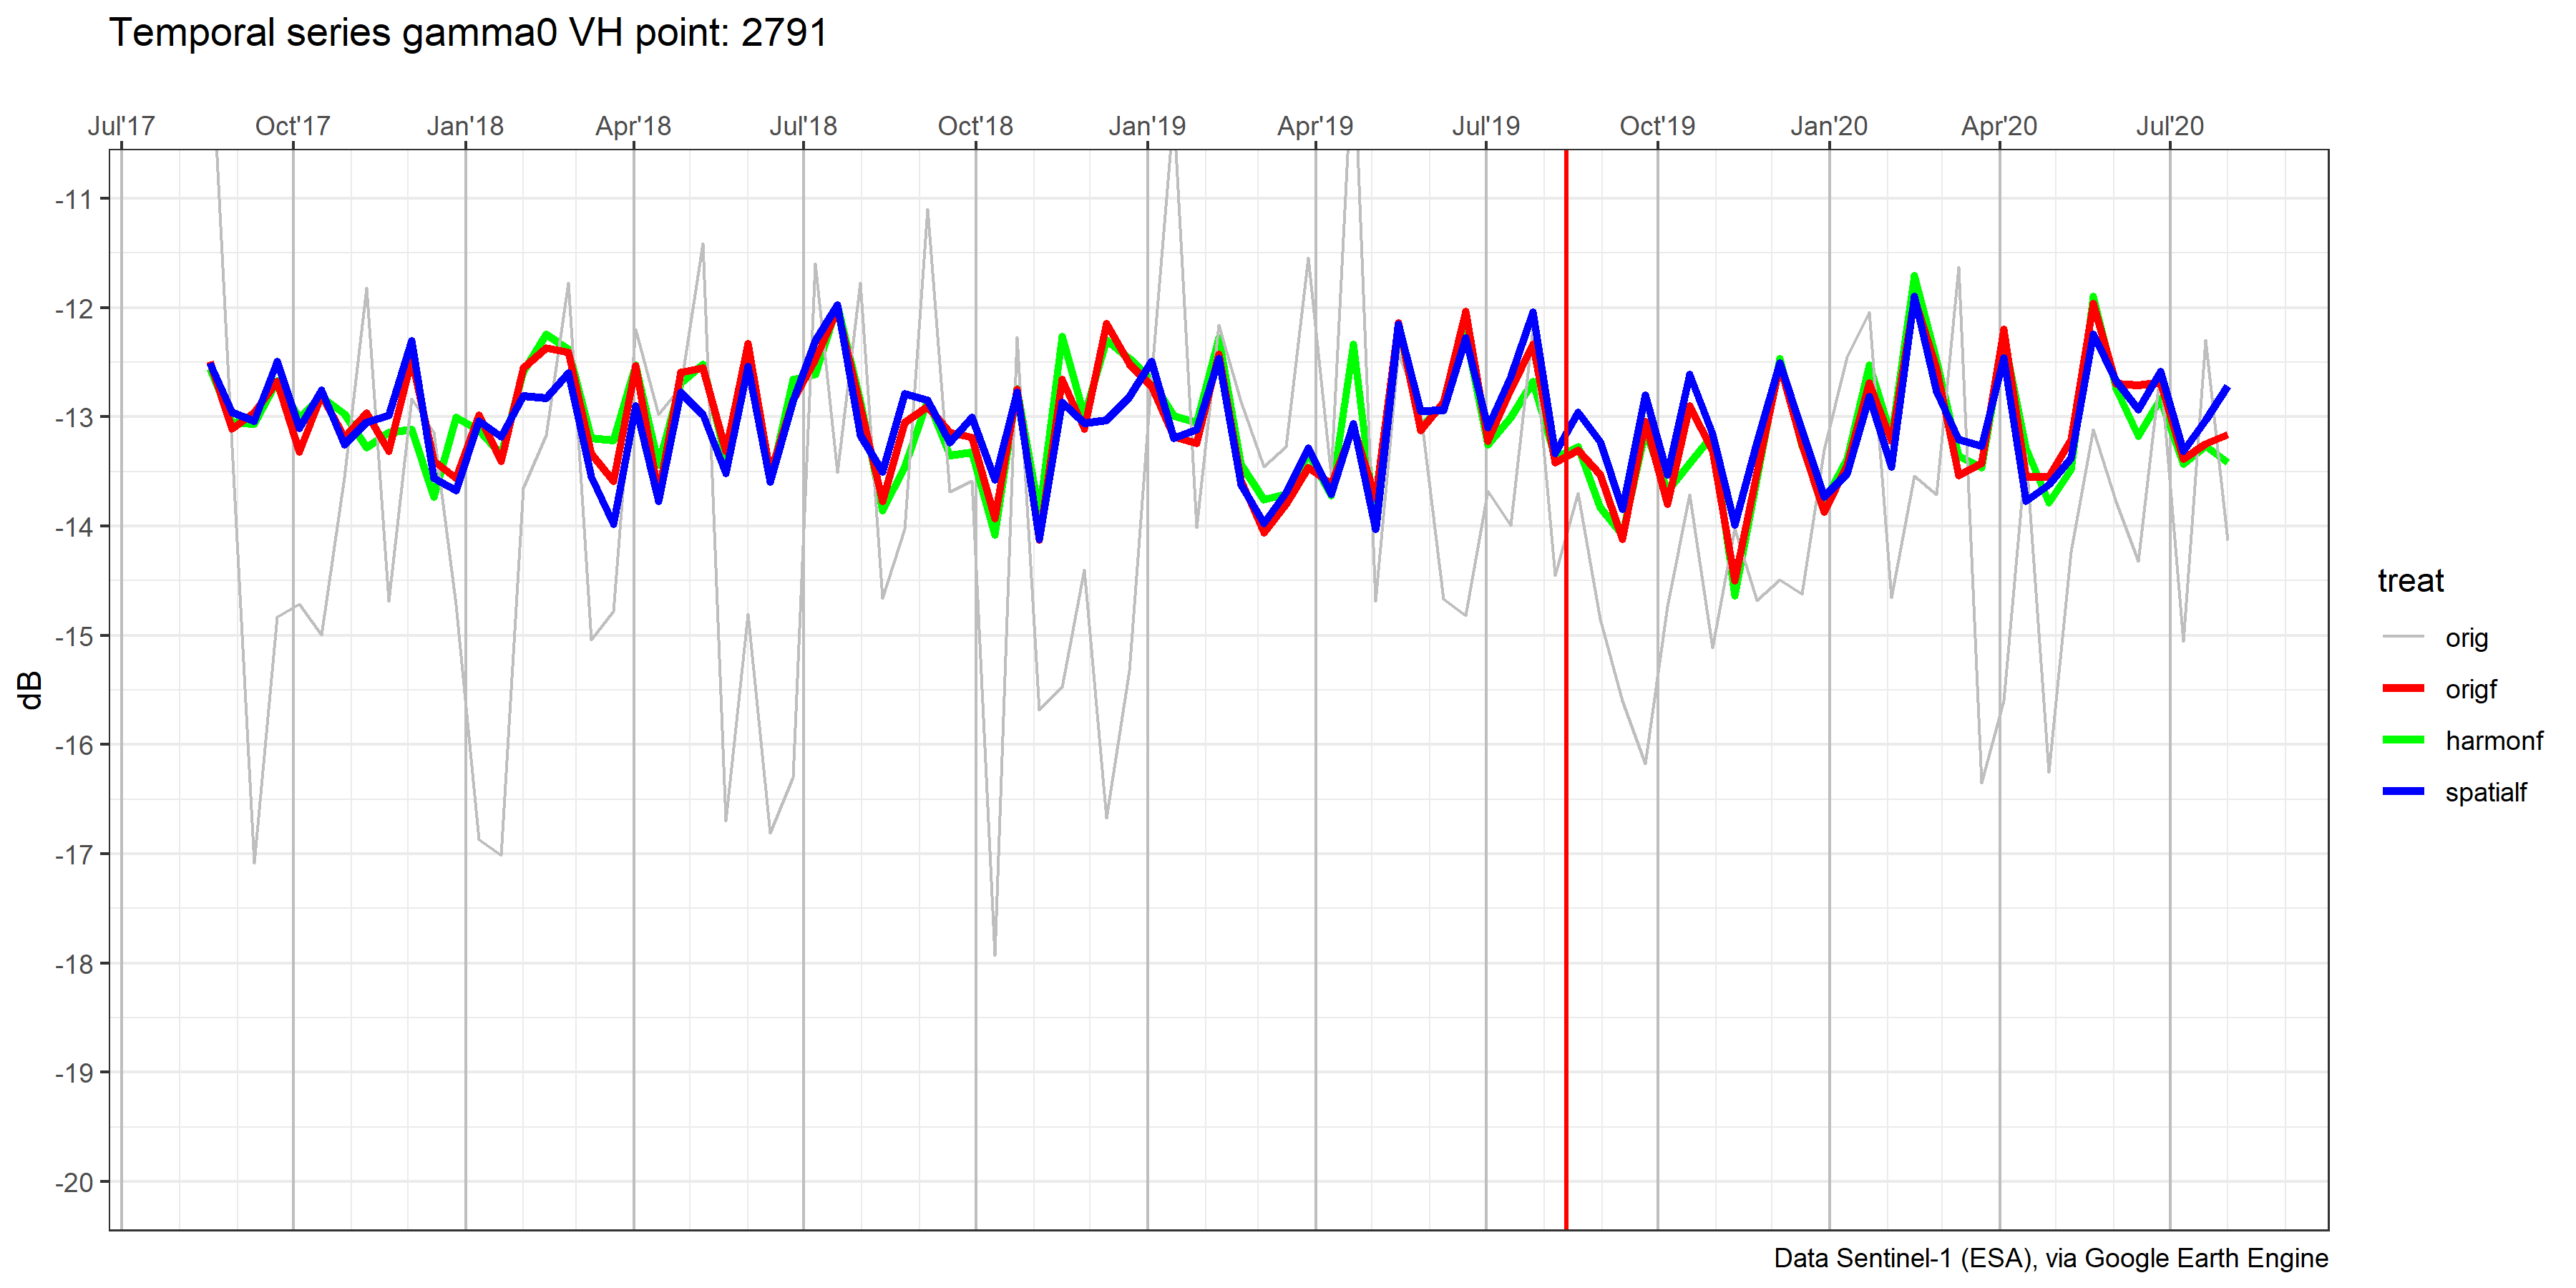 Temporal series gamma0 VH point: 2791
Jul'17 Oct'17 Jan'18 Apr'18 Jul'18 Oct'18 Jan'19 Apr'19 Jul'19 Oct'19 Jan'20 Apr'20 Jul'20
-11
-12
-13
-14
-15
-16
-17
-18
-19
-20
dB
treat
orig
origf
harmonf
spatialf
Data Sentinel-1 (ESA), via Google Earth Engine